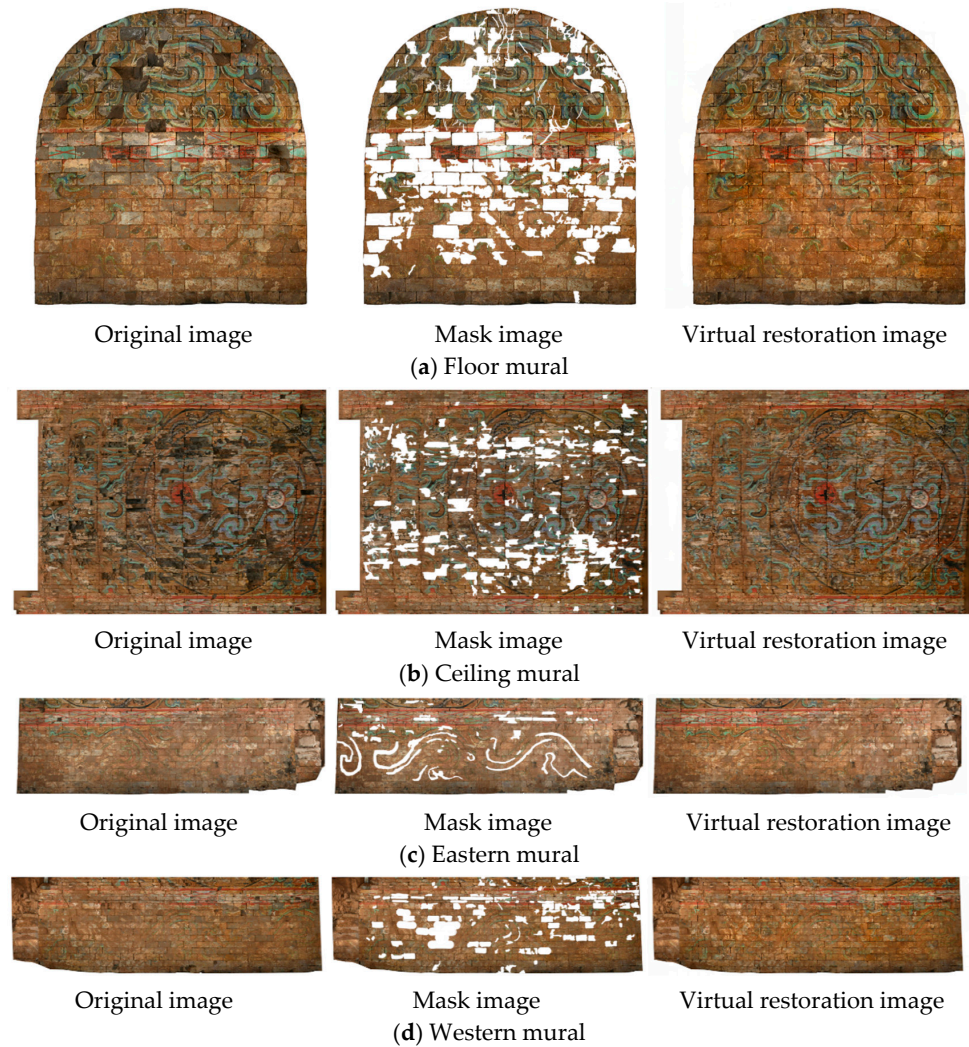 Original image Mask image Virtual restoration image
(a) Floor mural
Original image Mask image Virtual restoration image
(b) Ceiling mural
Original image Mask image Virtual restoration image
(c) Eastern mural
Original image Mask image Virtual restoration image
(d) Western mural